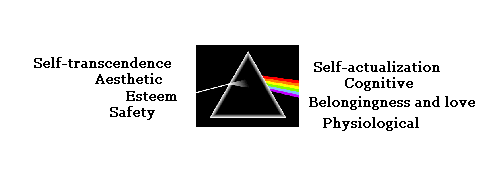 Self-transcendence
Aesthetic
Esteem
Safety
Self-actualization
Cognitive
Belongingness and love
Physiological